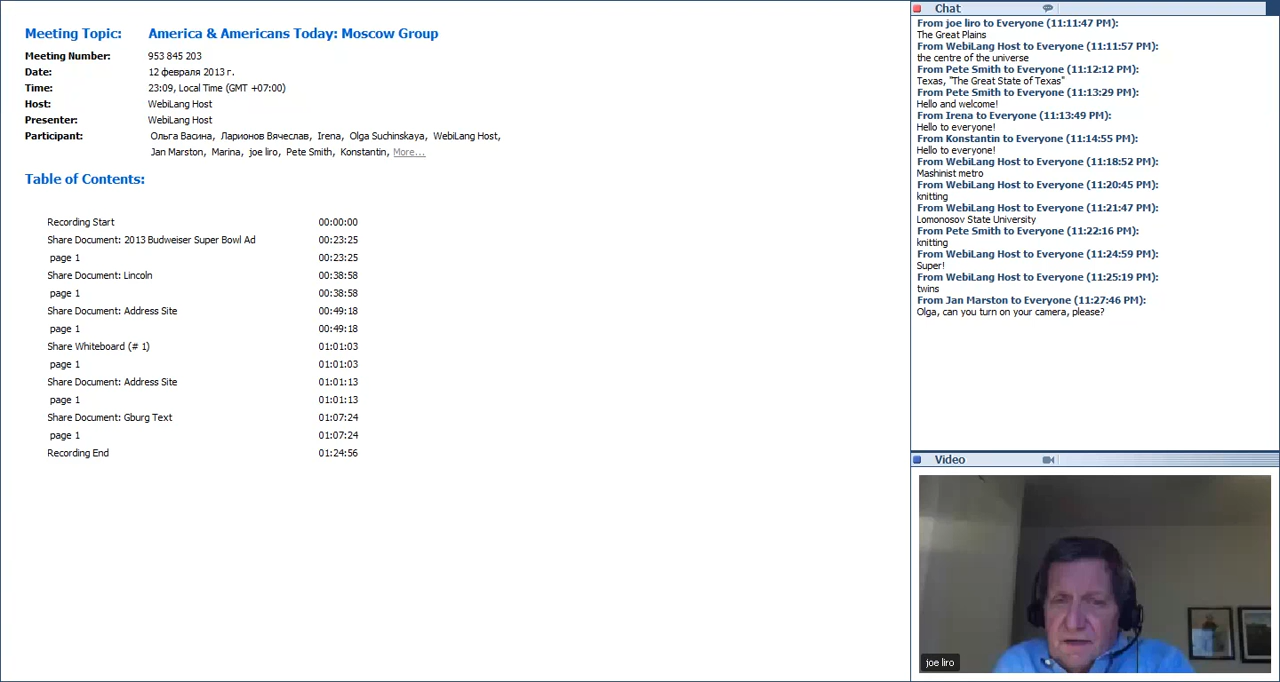 Meeting Topic: America & Americans Today: Moscow Group
Meeting Number: 953 845 203
Date: 12 февраля 2013 г.
Time: 23:09, Local Time (GMT +07:00)
Host: WebiLang Host
Presenter: WebiLang Host
Participant: Ольга Васина, Ларионов Вячеслав, Irena, Olga Suchinskaya, WebiLang Host,
Jan Marston, Marina, joe liro, Pete Smith, Konstantin, More...
Table of Contents:
Recording Start 00:00:00
Share Document: 2013 Budweiser Super Bowl Ad 00:23:25
page 1 00:23:25
Share Document: Lincoln 00:38:58
page 1 00:38:58
Share Document: Address Site 00:49:18
page 1 00:49:18
Share Whiteboard (# 1) 01:01:03
page 1 01:01:03
Share Document: Address Site 01:01:13
page 1 01:01:13
Share Document: Gburg Text 01:07:24
page 1 01:07:24
Recording End 01:24:56
Chat
From joe liro to Everyone (11:11:47 PM):
The Great Plains
From WebiLang Host to Everyone (11:11:57 PM):
the centre of the universe
From Pete Smith to Everyone (11:12:12 PM):
Texas, "The Great State of Texas"
From Pete Smith to Everyone (11:13:29 PM):
Hello and welcome!
From Irena to Everyone (11:13:49 PM):
Hello to everyone!
From Konstantin to Everyone (11:14:55 PM):
Hello to everyone!
From WebiLang Host to Everyone (11:18:52 PM):
Mashinist metro
From WebiLang Host to Everyone (11:20:45 PM):
knitting
From WebiLang Host to Everyone (11:21:47 PM):
Lomonosov State University
From Pete Smith to Everyone (11:22:16 PM):
knitting
From WebiLang Host to Everyone (11:24:59 PM):
Super!
From WebiLang Host to Everyone (11:25:19 PM):
twins
From Jan Marston to Everyone (11:27:46 PM):
Olga, can you turn on your camera, please?
Video
joe liro